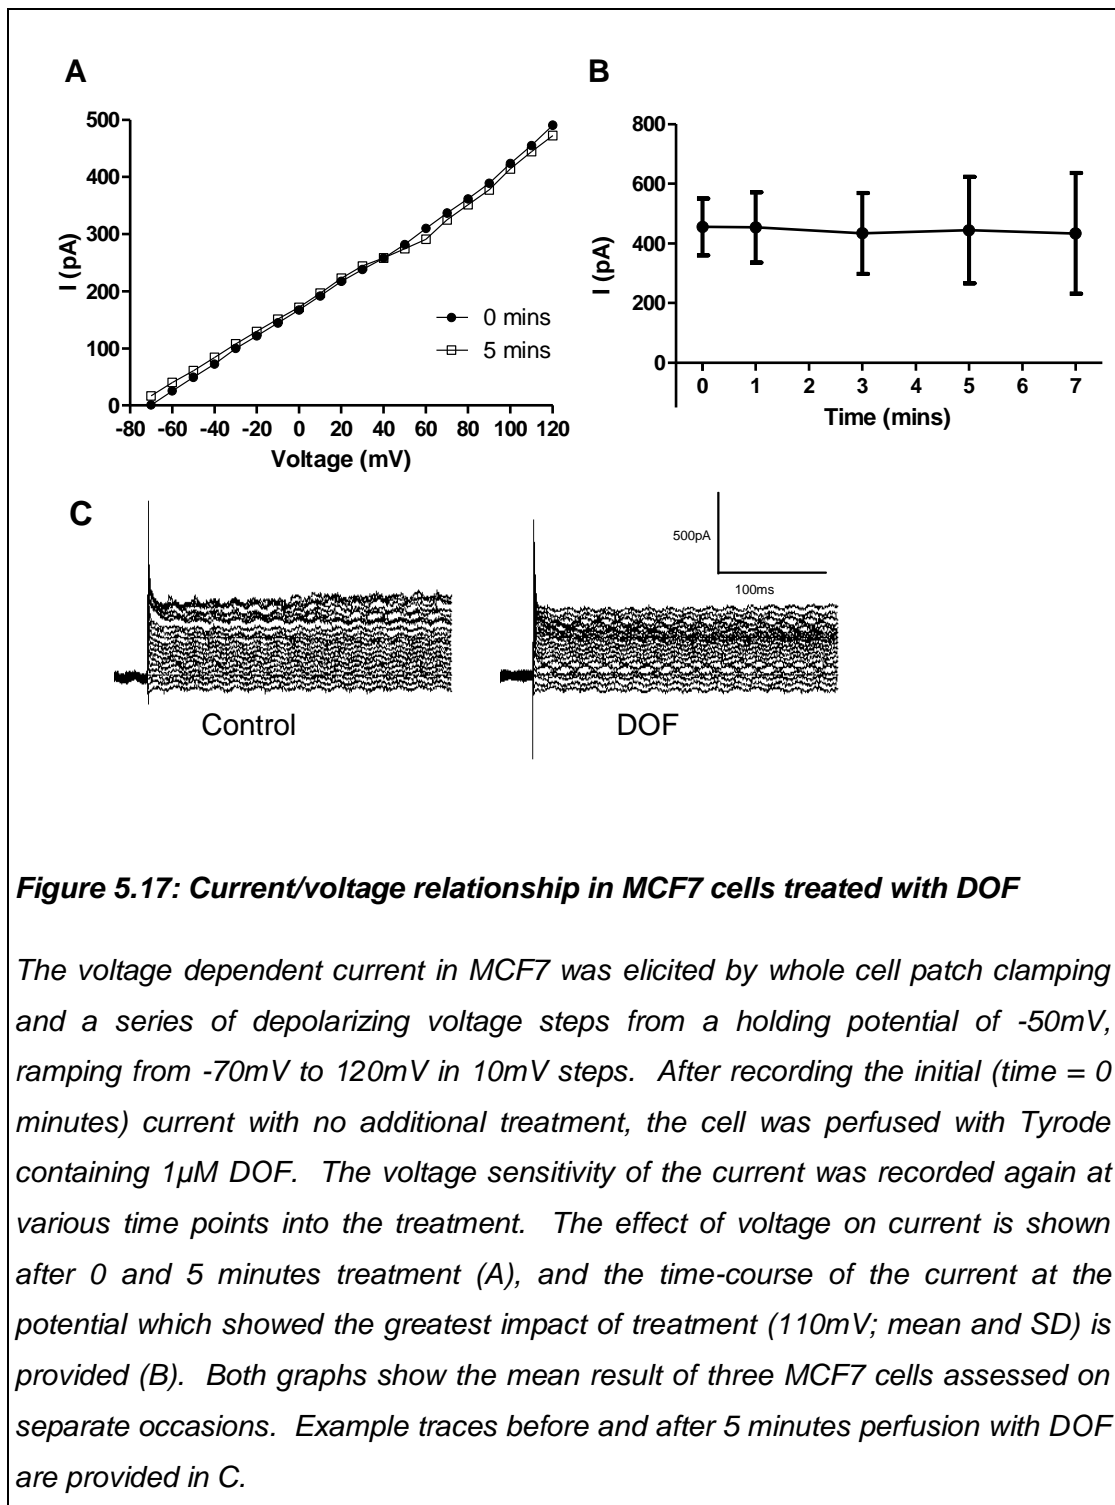 A
B
500
400
300
200
100
0
I (pA)
-80 -60 -40 -20 0 20 40 60 80 100 120
Voltage (mV)
0 mins
5 mins
800
600
400
200
0
I (pA)
0 1 2 3 4 5 6 7
Time (mins)
C
500pA
100ms
Control
DOF
Figure 5.17: Current/voltage relationship in MCF7 cells treated with DOF
The voltage dependent current in MCF7 was elicited by whole cell patch clamping
and a series of depolarizing voltage steps from a holding potential of -50mV,
ramping from -70mV to 120mV in 10mV steps. After recording the initial (time = 0
minutes) current with no additional treatment, the cell was perfused with Tyrode
containing 1µM DOF. The voltage sensitivity of the current was recorded again at
various time points into the treatment. The effect of voltage on current is shown
after 0 and 5 minutes treatment (A), and the time-course of the current at the
potential which showed the greatest impact of treatment (110mV; mean and SD) is
provided (B). Both graphs show the mean result of three MCF7 cells assessed on
separate occasions. Example traces before and after 5 minutes perfusion with DOF
are provided in C.